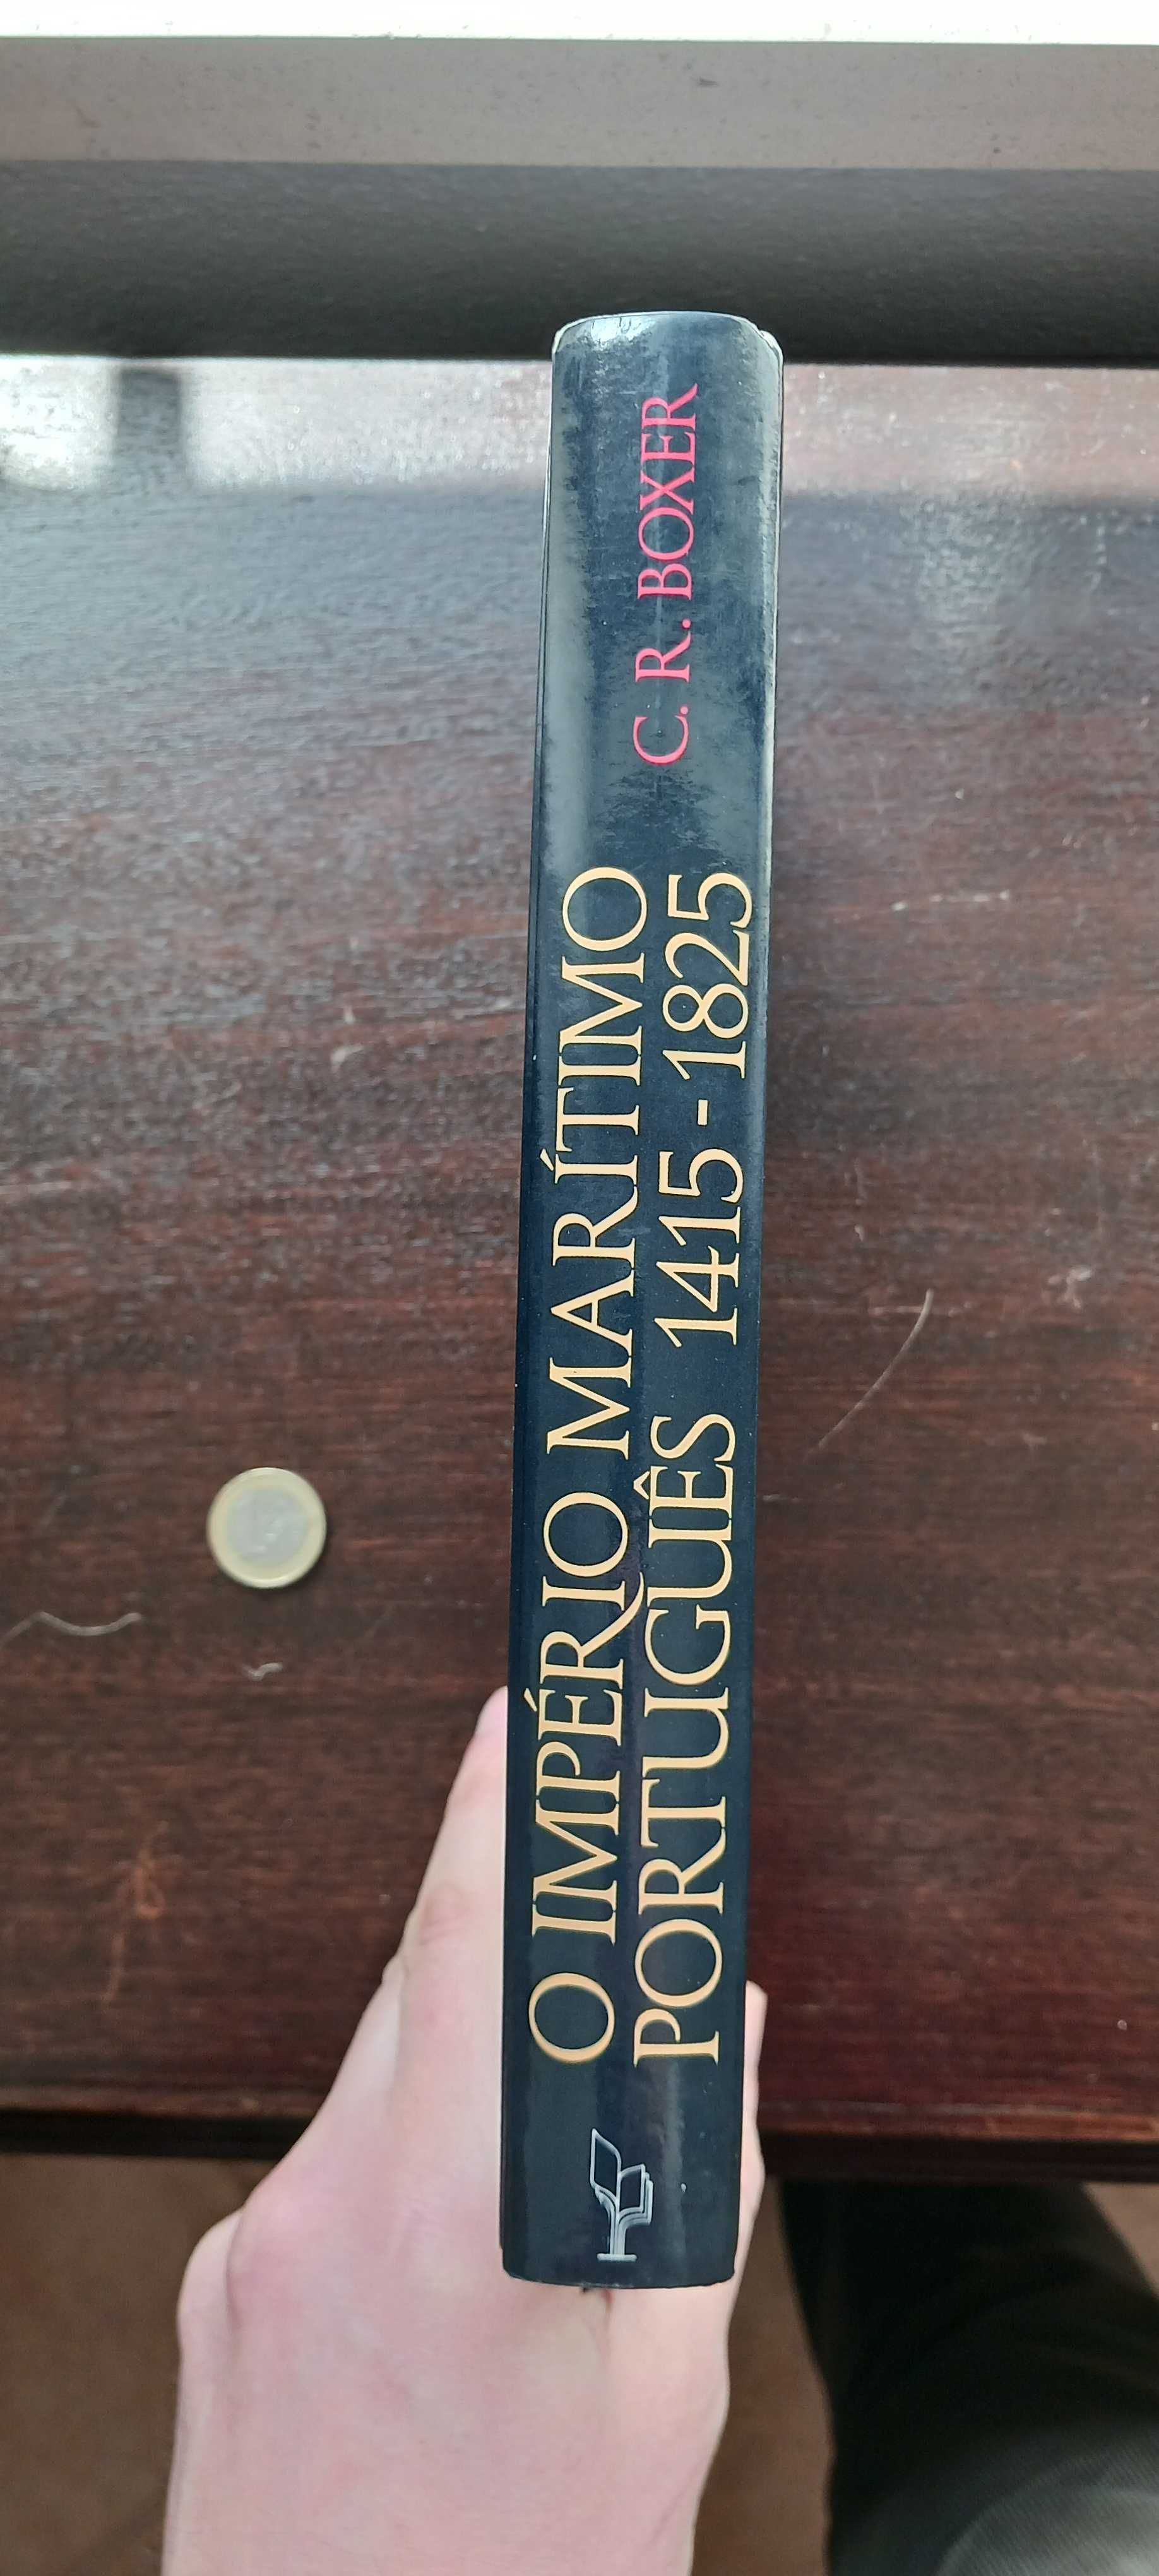 O IMPÉRIO MARÍTIMO
PORTUGUÊS 1415-1825
C. R. BOXER